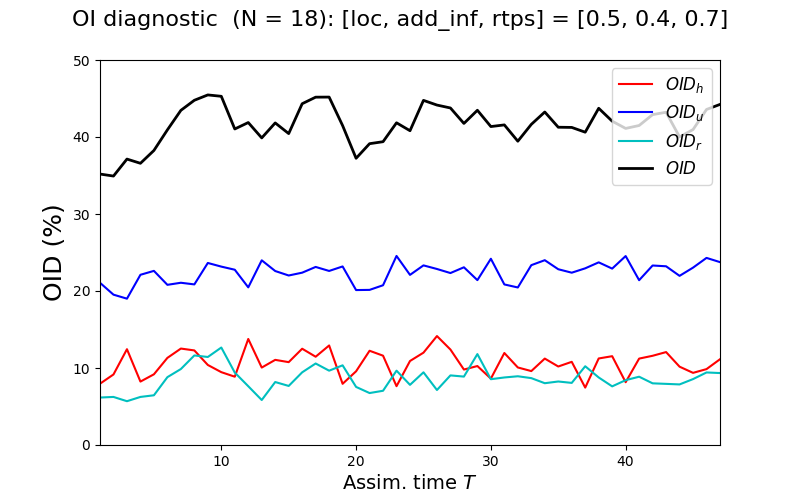 OI diagnostic (N = 18): [loc, add_inf, rtps] = [0.5, 0.4, 0.7]
50
40
30
20
10
0
OID (%)
OID_h
OID_u
OID_r
OID
10
20
30
40
Assim. time T